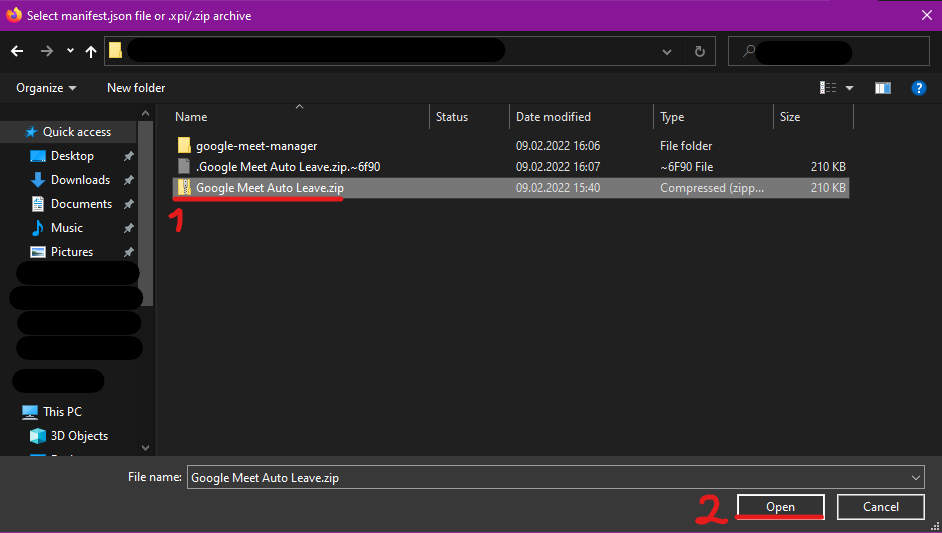 Select manifest.json file or .xpi/.zip archive
Organize New folder
Name Status Date modified Type Size
Quick access
Desktop
Downloads
Documents
Music
Pictures
This PC
3D Objects
google-meet-manager 09.02.2022 16:06 File folder
.Google Meet Auto Leave.zip.~6f90 09.02.2022 16:07 ~6F90 File 210 KB
Google Meet Auto Leave.zip 09.02.2022 15:40 Compressed (zipp... 210 KB
1
File name: Google Meet Auto Leave.zip
2 Open Cancel